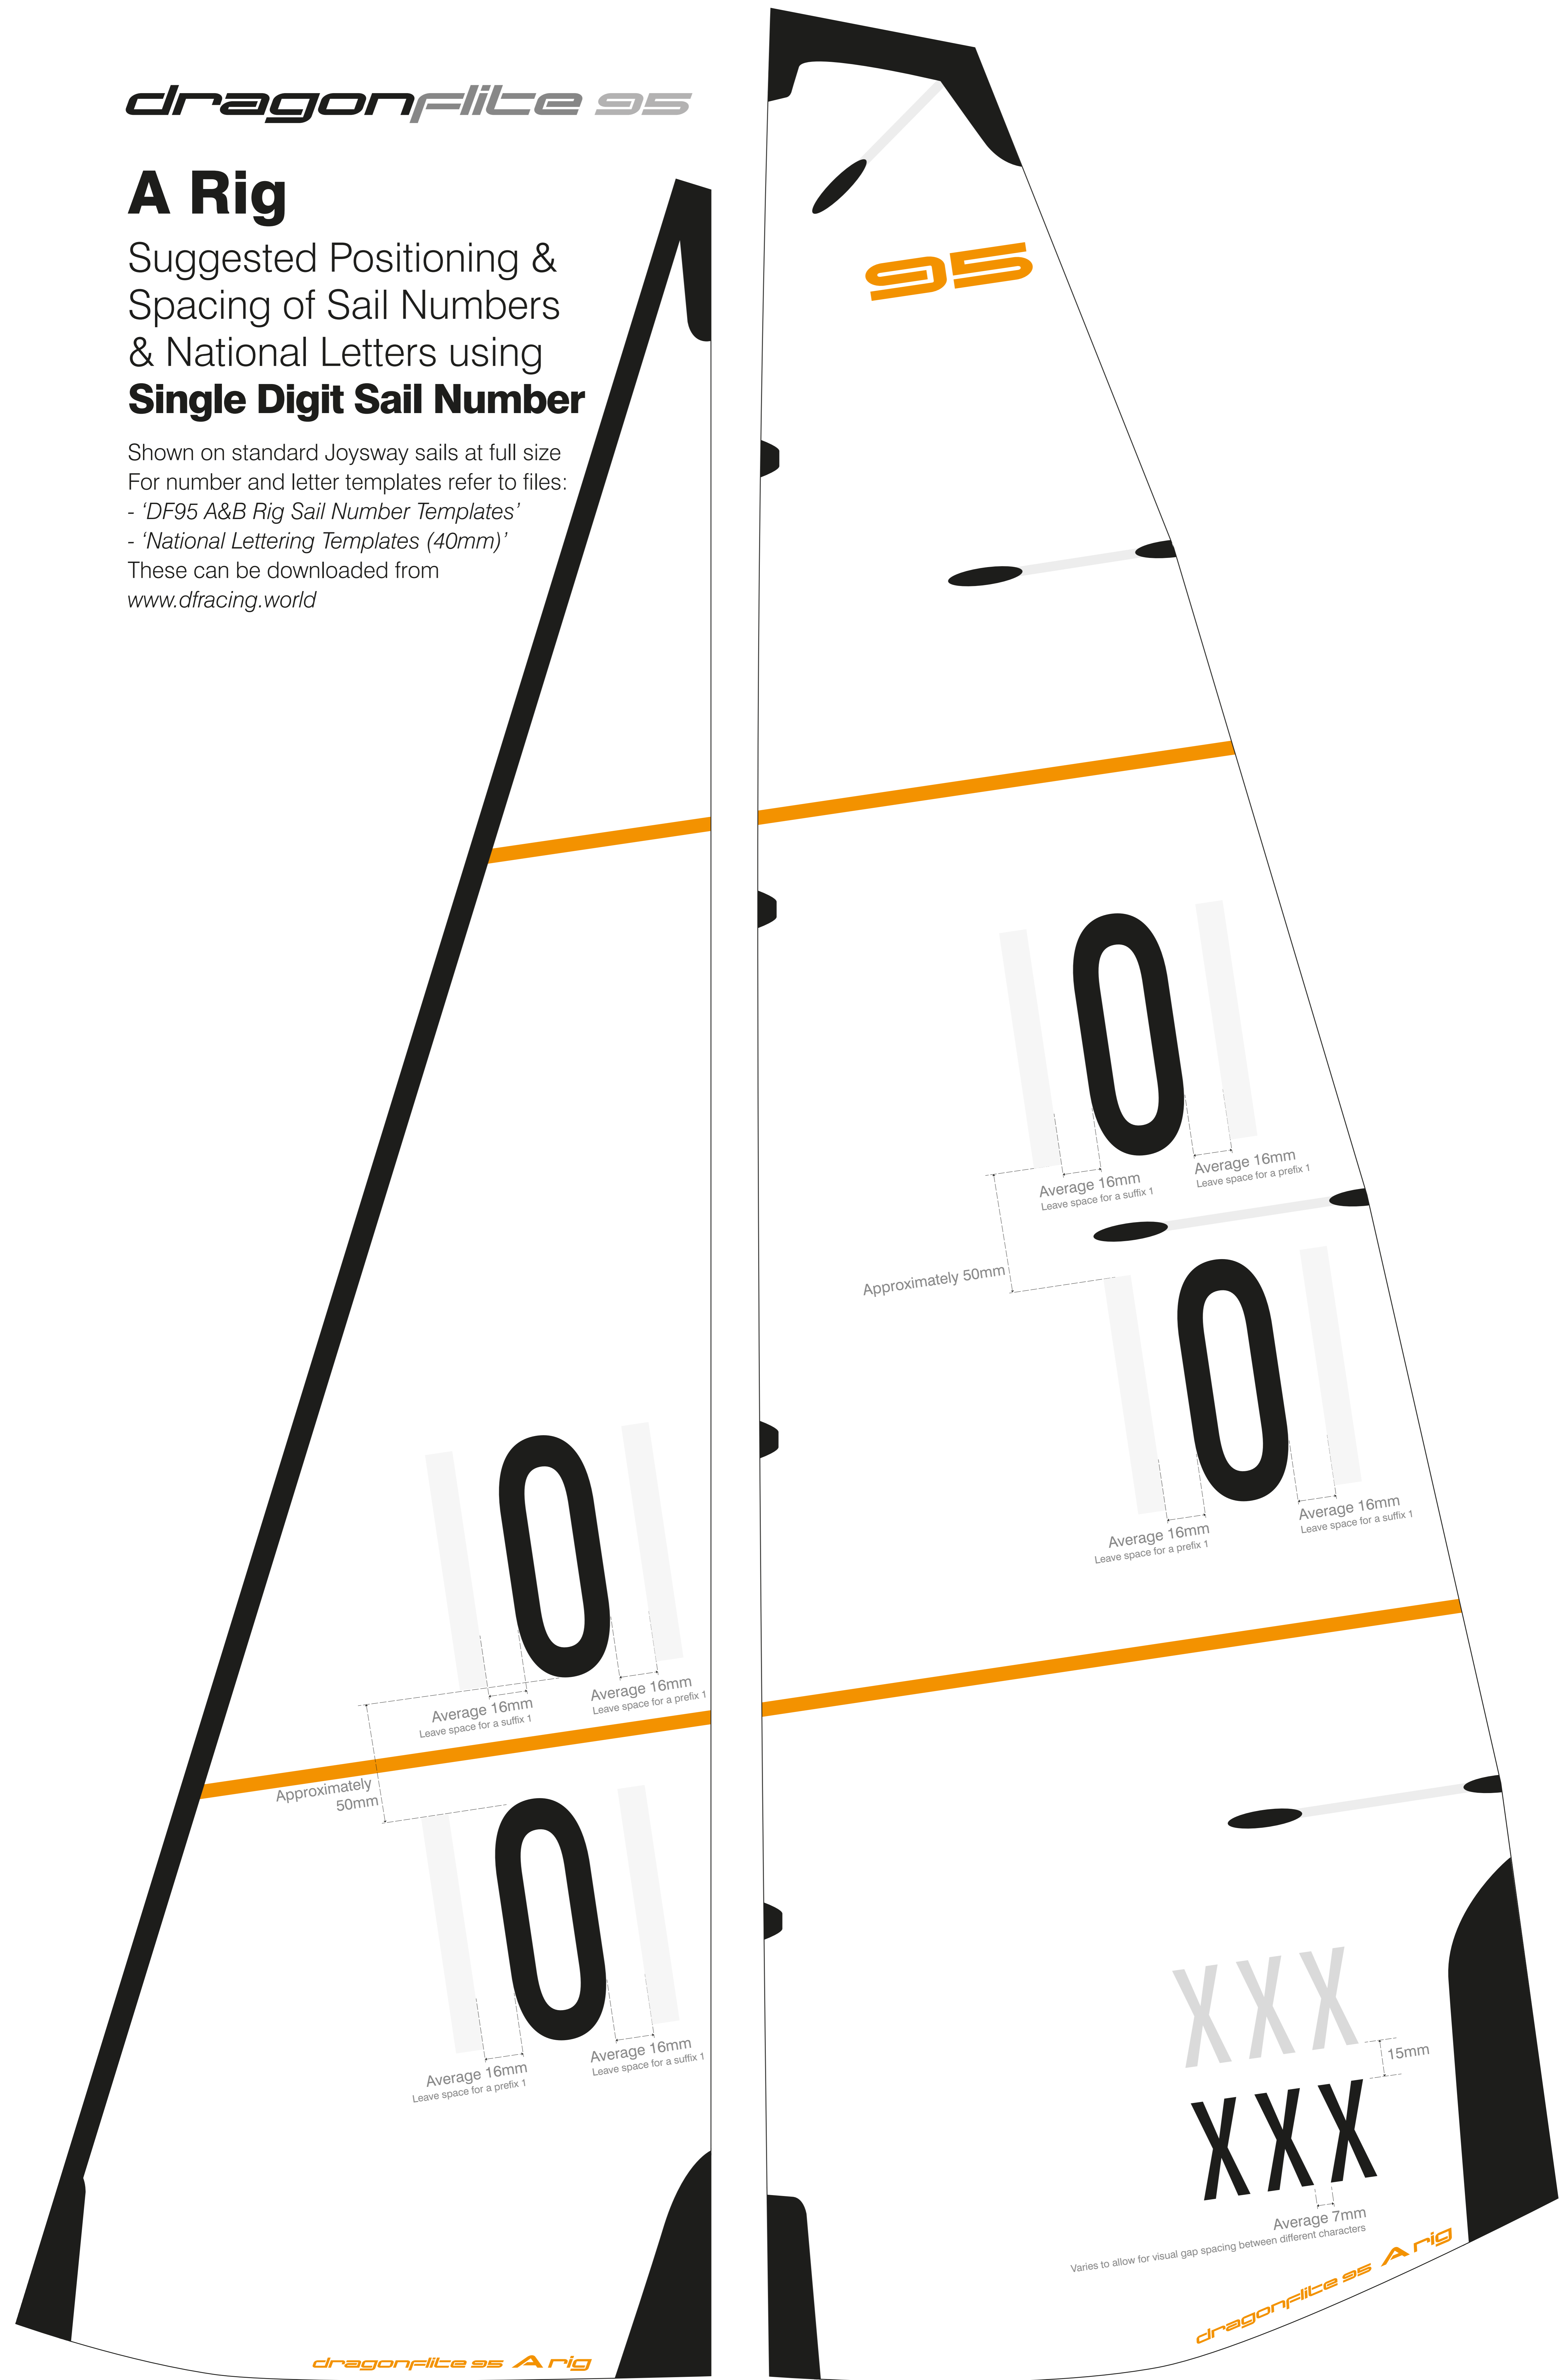 dragonflite 95
A Rig
Suggested Positioning &
Spacing of Sail Numbers
& National Letters using
Single Digit Sail Number
Shown on standard Joysway sails at full size
For number and letter templates refer to files:
- ‘DF95 A&B Rig Sail Number Templates’
- ‘National Lettering Templates (40mm)’
These can be downloaded from
www.dfracing.world
95
0
Average 16mm
Leave space for a suffix 1
Average 16mm
Leave space for a prefix 1
Approximately 50mm
0
Average 16mm
Leave space for a prefix 1
Average 16mm
Leave space for a suffix 1
0
Average 16mm
Leave space for a suffix 1
Average 16mm
Leave space for a prefix 1
Approximately
50mm
0
Average 16mm
Leave space for a prefix 1
Average 16mm
Leave space for a suffix 1
XXX
15mm
XXX
Average 7mm
Varies to allow for visual gap spacing between different characters
dragonflite 95 A rig
dragonflite 95 A rig